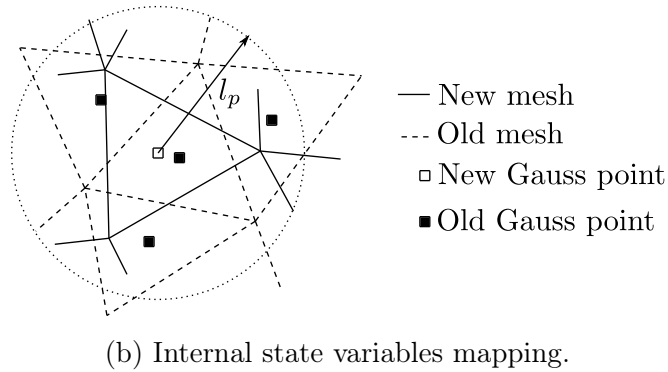 l_p
New mesh
Old mesh
New Gauss point
Old Gauss point
(b) Internal state variables mapping.